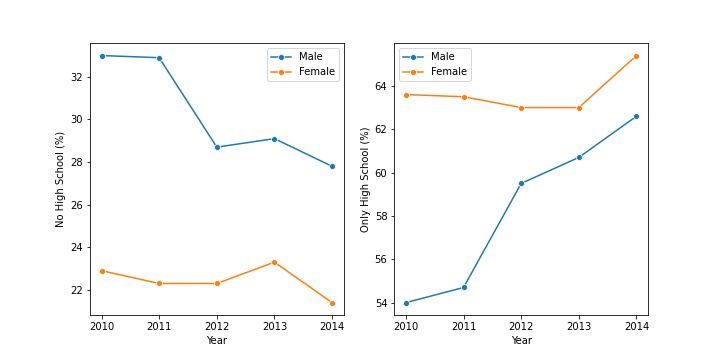 No High School (%)
32
30
28
26
24
22
Male
Female
2010 2011 2012 2013 2014
Year
Only High School (%)
64
62
60
58
56
54
Male
Female
2010 2011 2012 2013 2014
Year